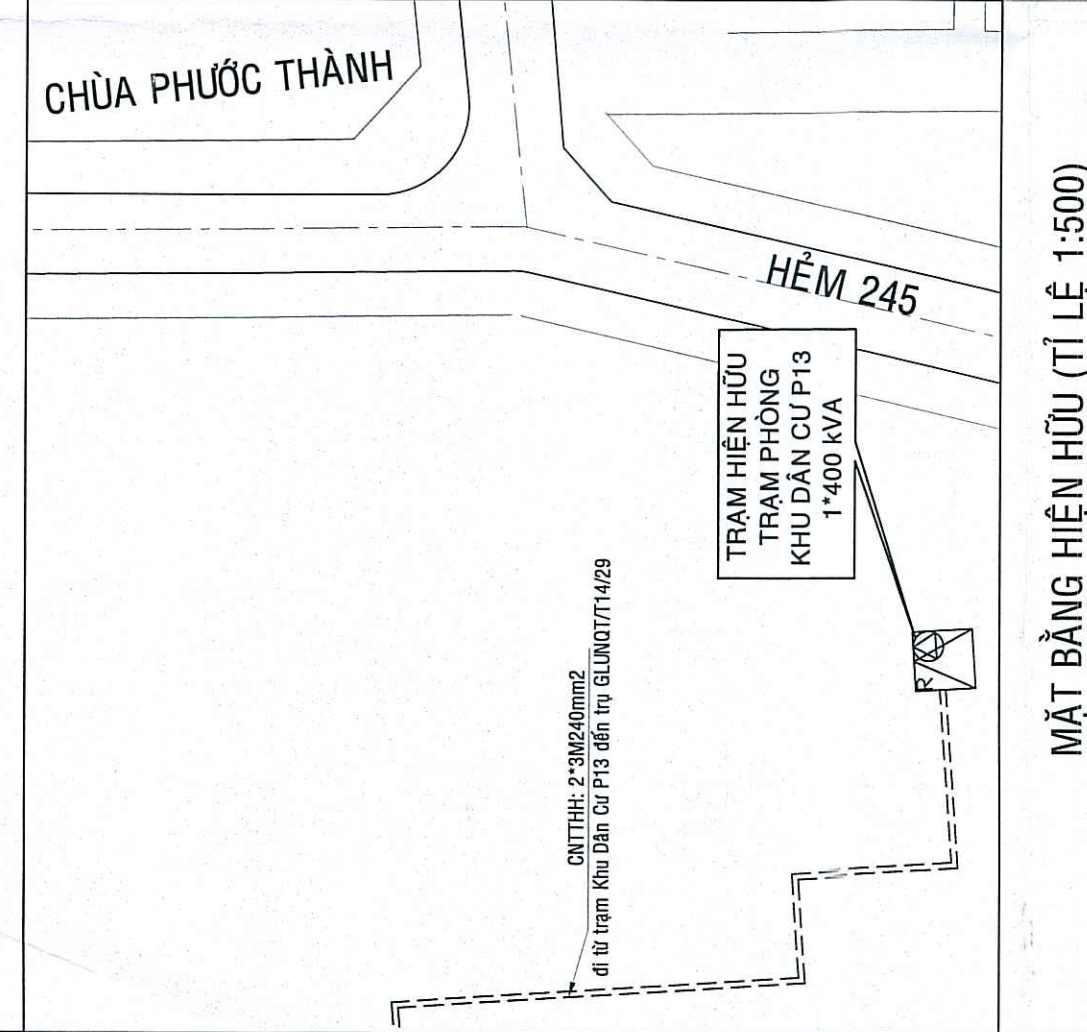 CHÙA PHƯỚC THÀNH
HẺM 245
TRẠM HIỆN HỮU
TRẠM PHÒNG
KHU DÂN CƯ P13
1*400 kVA
CNTTHH: 2*3M240mm2
đi từ trạm Khu Dân Cư P13 đến trụ GLUNQT/T14/29
R
MẶT BẰNG HIỆN HỮU (TỈ LỆ 1:500)